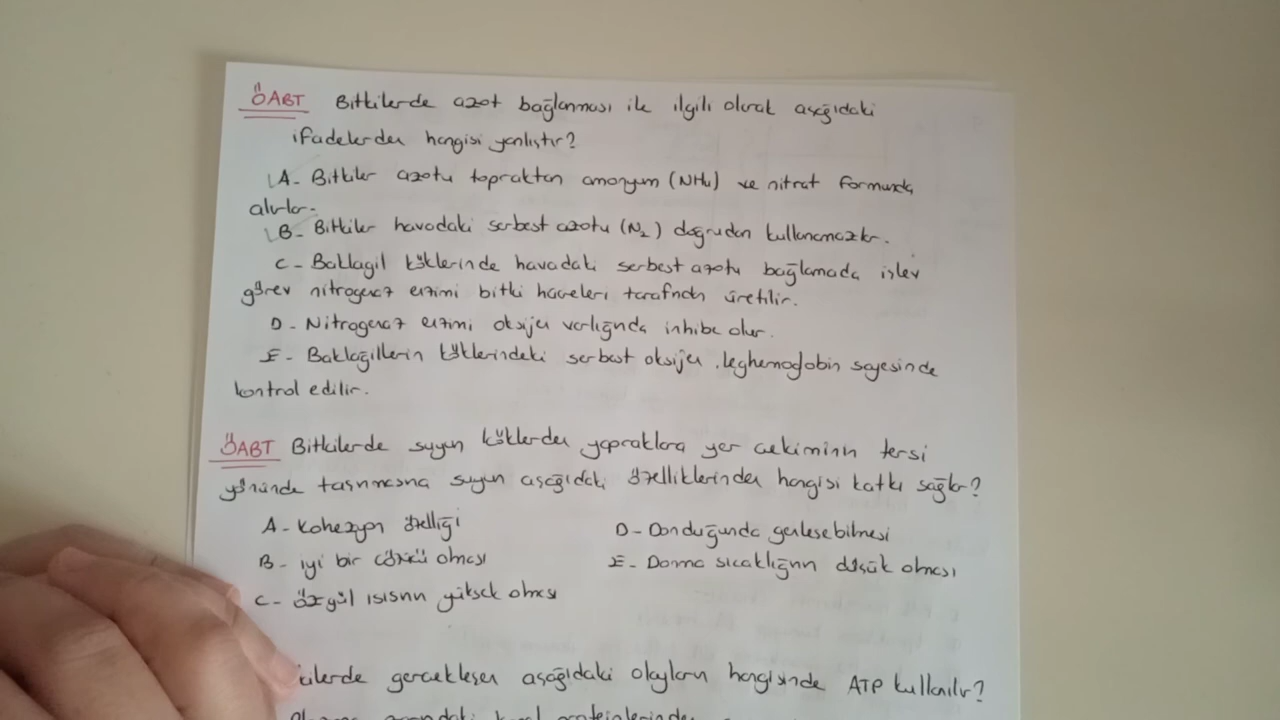 ÖABT Bitkilerde azot bağlanması ile ilgili olarak aşağıdaki
ifadelerden hangisi yanlıştır?
A- Bitkiler azotu topraktan amonyum (NH4) ve nitrat formunda
alırlar.
B- Bitkiler havadaki serbest azotu (N2) doğrudan kullanamazlar.
C- Baklagil köklerinde havadaki serbest azotu bağlamada işlev
gören nitrogenaz enzimi bitki hücreleri tarafından üretilir.
D- Nitrogenaz enzimi oksijen varlığında inhibe olur.
E- Baklagillerin köklerindeki serbest oksijen leghemoglobin sayesinde
kontrol edilir.
ÖABT Bitkilerde suyun köklerden yapraklara yer çekiminin tersi
yönünde taşınmasına suyun aşağıdaki özelliklerinden hangisi katkı sağlar?
A- Kohezyon özelliği
B- iyi bir çözücü olması
C- özgül ısısının yüksek olması
D- Donduğunda genleşebilmesi
E- Donma sıcaklığının düşük olması
gerçekleşen aşağıdaki olayların hangisinde ATP kullanılır?